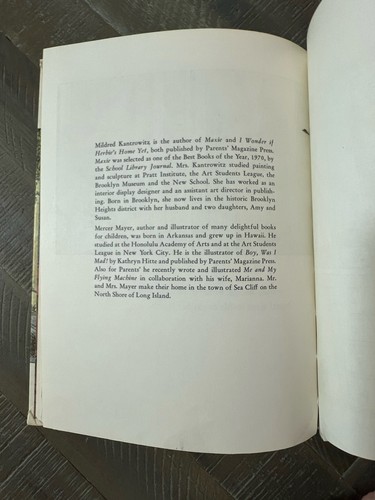 Mildred Kantrowitz is the author of Maxie and I Wonder if
Herbie's Home Yet, both published by Parents' Magazine Press.
Maxie was selected as one of the Best Books of the Year, 1970, by
the School Library Journal. Mrs. Kantrowitz studied painting
and sculpture at Pratt Institute, the Art Students League, the
Brooklyn Museum and the New School. She has worked as an
interior display designer and an assistant art director in publish-
ing. Born in Brooklyn, she now lives in the historic Brooklyn
Heights district with her husband and two daughters, Amy and
Susan.
Mercer Mayer, author and illustrator of many delightful books
for children, was born in Arkansas and grew up in Hawaii. He
studied at the Honolulu Academy of Arts and at the Art Students
League in New York City. He is the illustrator of Boy, Was I
Mad! by Kathryn Hitte and published by Parents' Magazine Press.
Also for Parents' he recently wrote and illustrated Me and My
Flying Machine in collaboration with his wife, Marianna. Mr.
and Mrs. Mayer make their home in the town of Sea Cliff on the
North Shore of Long Island.